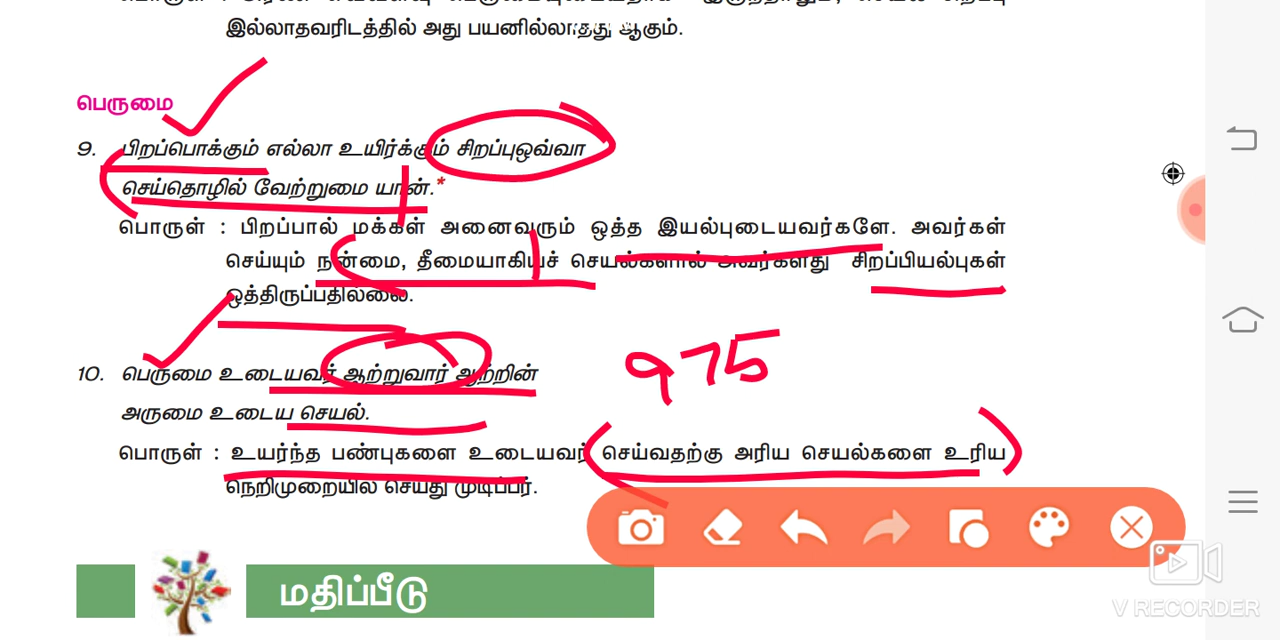 இல்லாதவரிடத்தில் அது பயனில்லாதது ஆகும்.
பெருமை
9. பிறப்பொக்கும் எல்லா உயிர்க்கும் சிறப்புஒவ்வா
செய்தொழில் வேற்றுமை யான்.*
பொருள் : பிறப்பால் மக்கள் அனைவரும் ஒத்த இயல்புடையவர்களே. அவர்கள்
செய்யும் நன்மை, தீமையாகியச் செயல்களால் அவர்களது சிறப்பியல்புகள்
ஒத்திருப்பதில்லை.
10. பெருமை உடையவர் ஆற்றுவார் ஆற்றின்
அருமை உடைய செயல்.
975
பொருள் : உயர்ந்த பண்புகளை உடையவர் செய்வதற்கு அரிய செயல்களை உரிய
நெறிமுறையில் செய்து முடிப்பர்.
மதிப்பீடு
V RECORDER